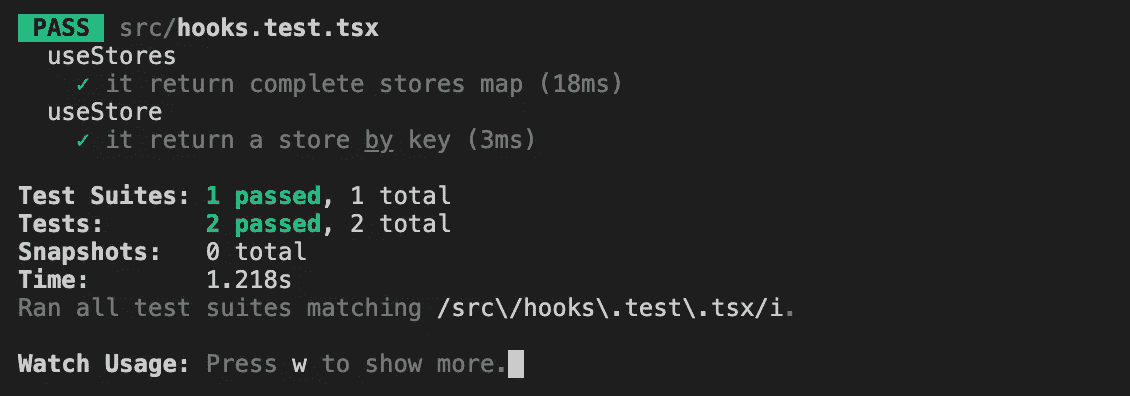 PASS src/hooks.test.tsx
useStores
✓ it return complete stores map (18ms)
useStore
✓ it return a store by key (3ms)
Test Suites: 1 passed, 1 total
Tests: 2 passed, 2 total
Snapshots: 0 total
Time: 1.218s
Ran all test suites matching /src\/hooks\.test\.tsx/i.
Watch Usage: Press w to show more.